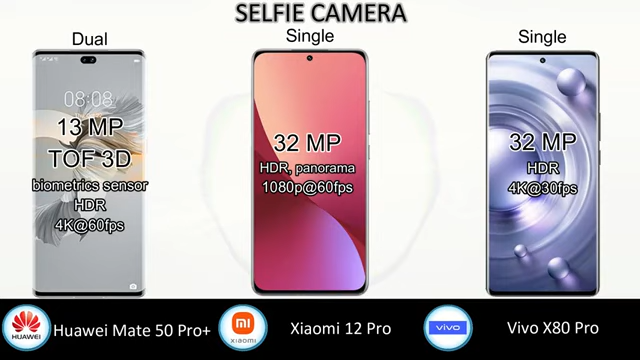 SELFIE CAMERA
Dual
Single
Single
08:08
13 MP
TOF 3D
biometrics sensor
HDR
4K@60fps
32 MP
HDR, panorama
1080p@60fps
32 MP
HDR
4K@30fps
HUAWEI
Huawei Mate 50 Pro+
xiaomi
Xiaomi 12 Pro
vivo
Vivo X80 Pro